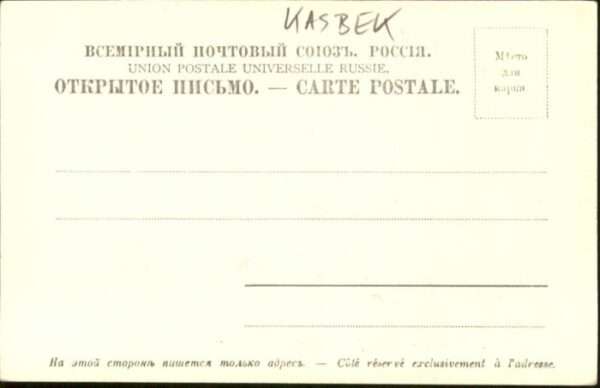 KASBEK
ВСЕМІРНЫЙ ПОЧТОВЫЙ СОЮЗЪ. РОССІЯ.
UNION POSTALE UNIVERSELLE RUSSIE.
ОТКРЫТОЕ ПИСЬМО. — CARTE POSTALE.
Мѣсто
для
марки
На этой сторонѣ пишется только адресъ. — Côté réservé exclusivement à l'adresse.